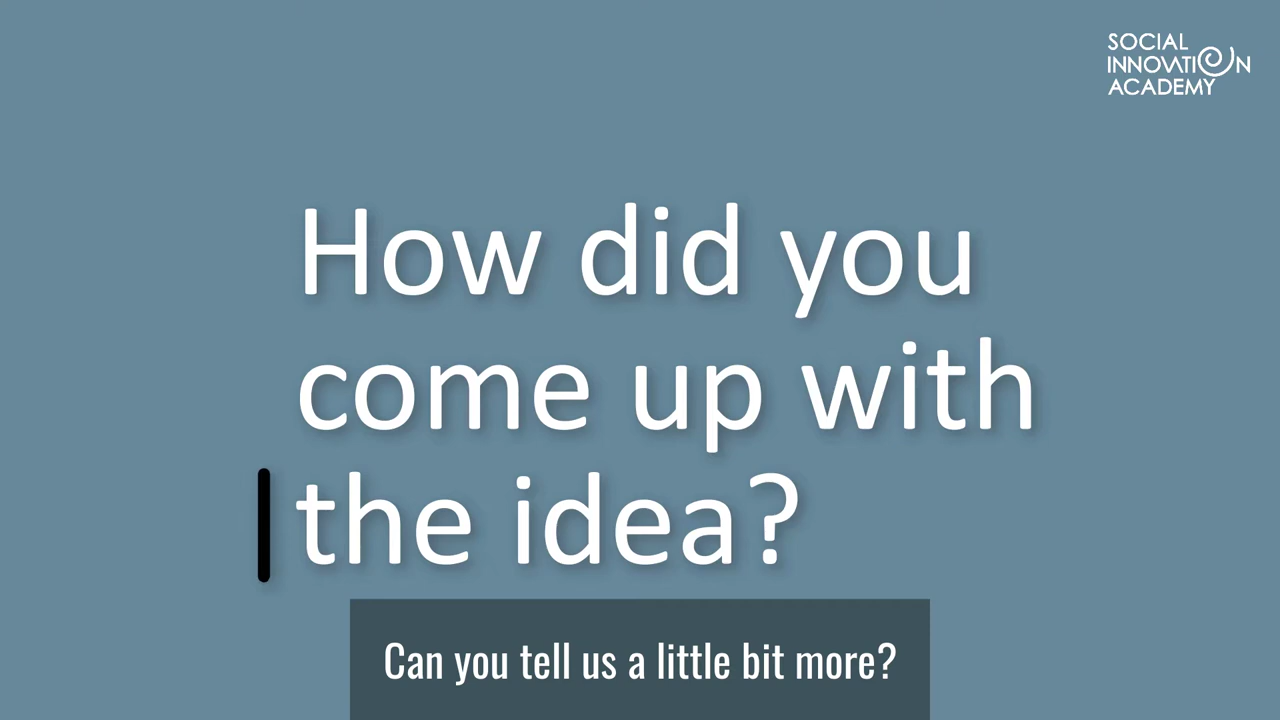 SOCIAL
INNOVATION
ACADEMY
How did you
come up with
the idea?
Can you tell us a little bit more?